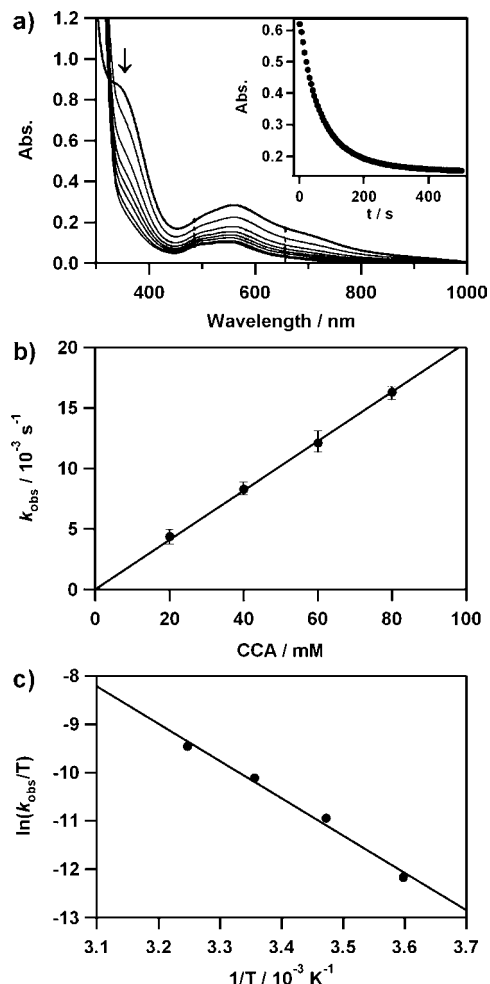 a)
1.2
1.0
0.8
0.6
0.4
0.2
0.0
Abs.
400 600 800 1000
Wavelength / nm
0.6
0.5
0.4
0.3
0.2
Abs.
0 200 400
t / s
b)
20
15
10
5
0
kobs / 10⁻³ s⁻¹
0 20 40 60 80 100
CCA / mM
c)
-8
-9
-10
-11
-12
-13
ln(kobs/T)
3.1 3.2 3.3 3.4 3.5 3.6 3.7
1/T / 10⁻³ K⁻¹